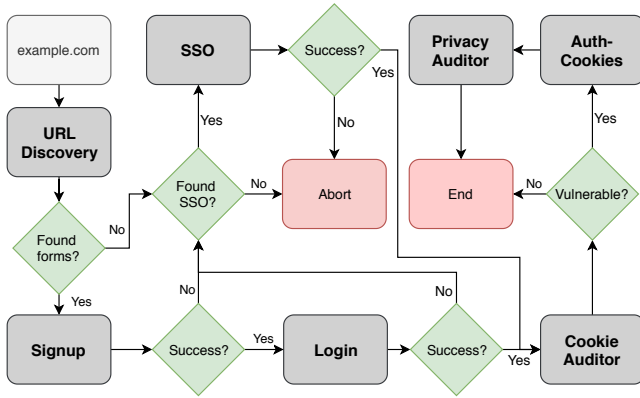 example.com
SSO
Success?
Yes
Privacy
Auditor
Auth-
Cookies
URL
Discovery
Yes
No
Yes
Found
SSO?
No
Abort
End
No
Vulnerable?
No
Found
forms?
Yes
No
No
Signup
Success?
Yes
Login
Success?
Yes
Cookie
Auditor